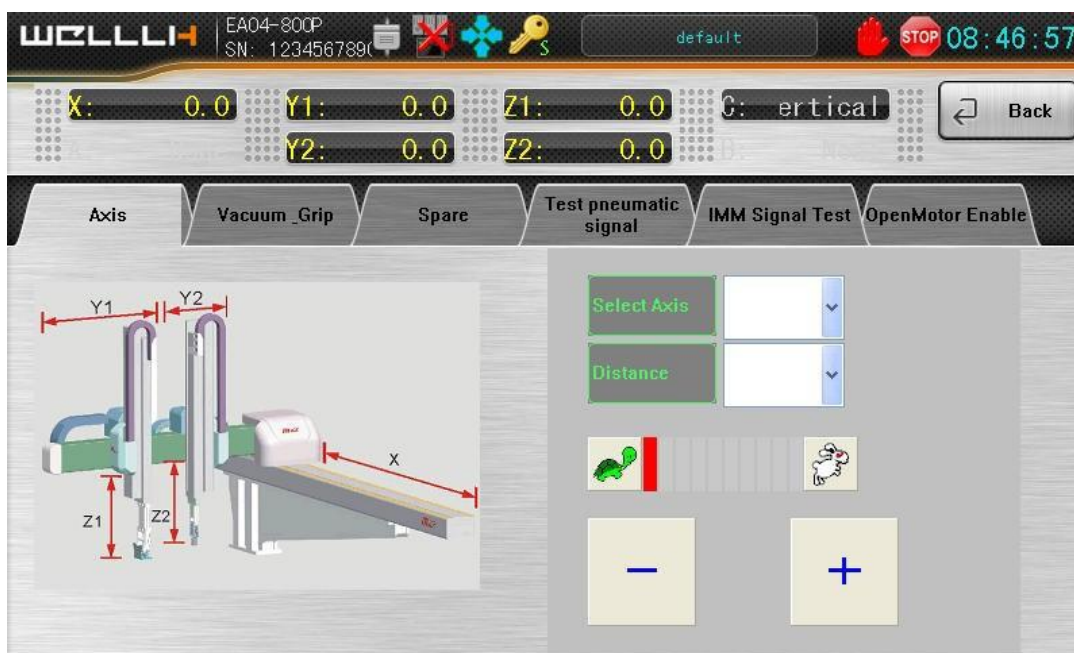 WELLLIH
EA04-800P
SN: 123456789(
S
default
STOP
08:46:57
X: 0.0
Y1: 0.0
Z1: 0.0
C: ertical
Back
Y2: 0.0
Z2: 0.0
B:
Axis
Vacuum _Grip
Spare
Test pneumatic
signal
IMM Signal Test
OpenMotor Enable
Y1
Y2
X
Z1
Z2
Select Axis
Distance
−
+